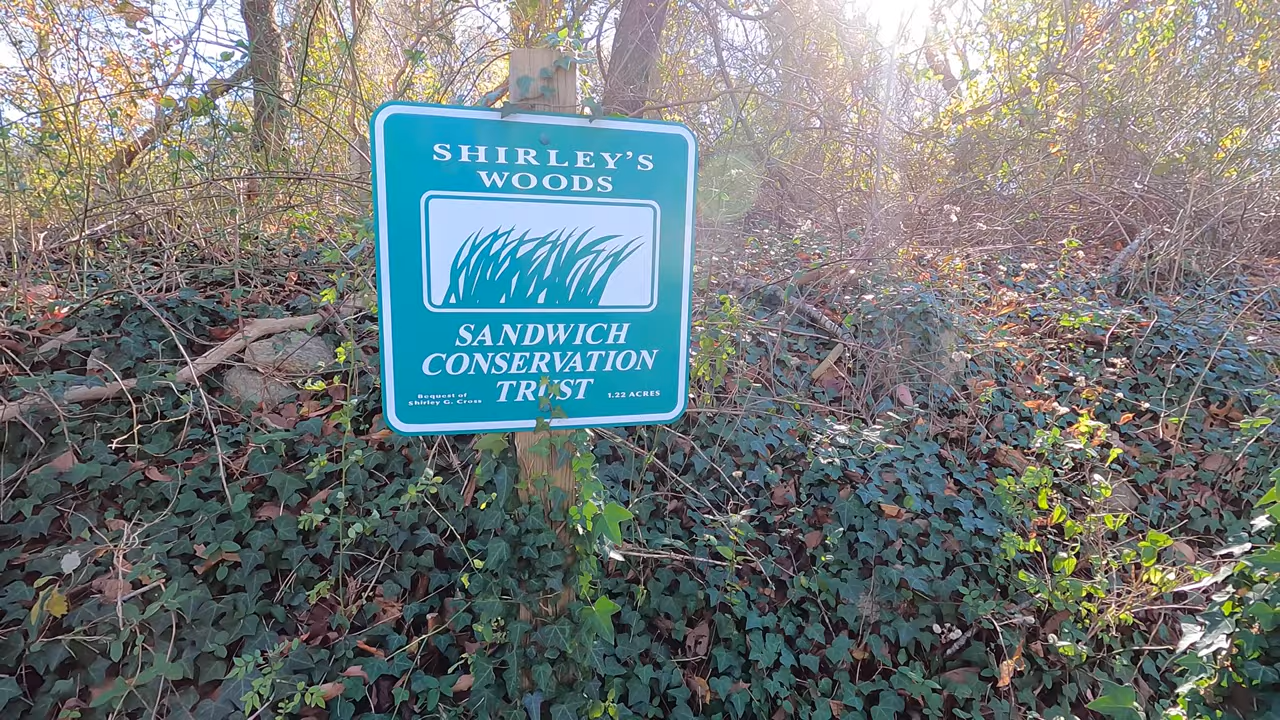 SHIRLEY'S
WOODS
SANDWICH
CONSERVATION
TRUST
Bequest of
Shirley G. Cross
1.22 ACRES